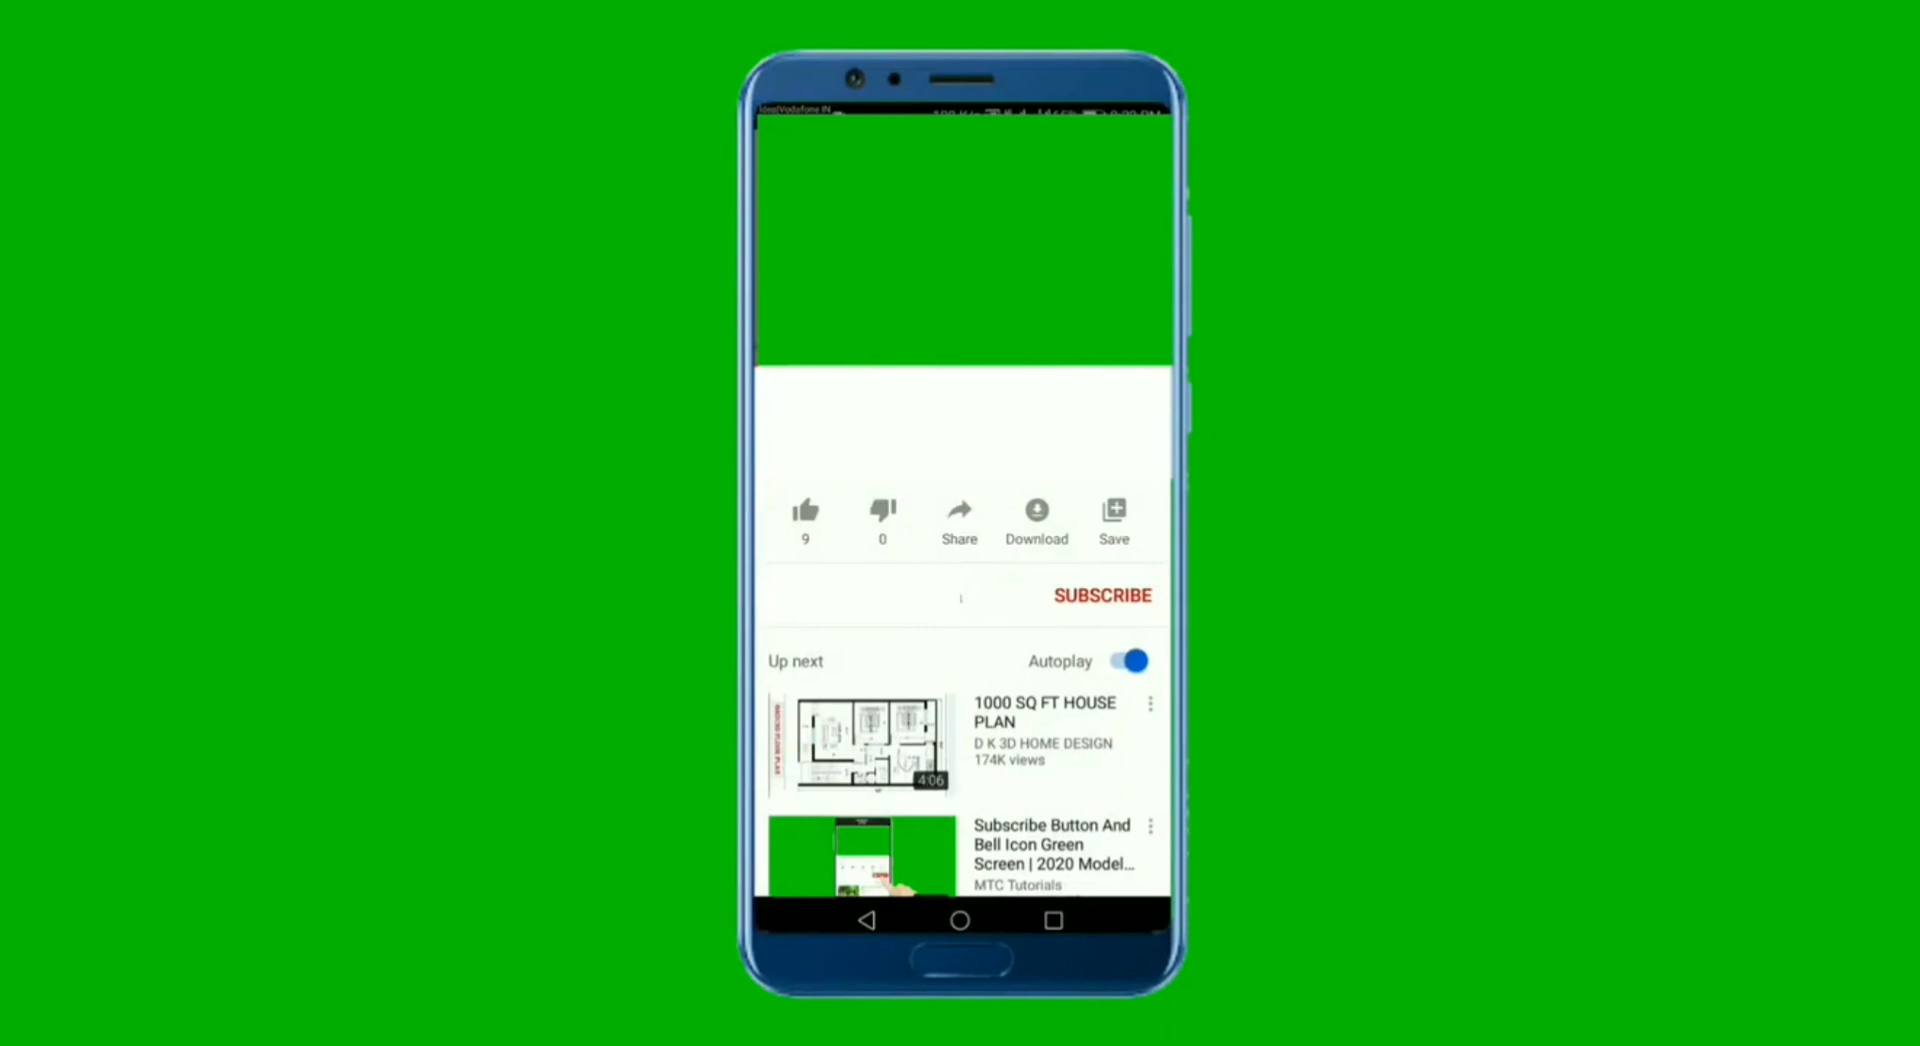 9
0
Share
Download
Save
SUBSCRIBE
Up next
Autoplay
1000 SQ FT HOUSE
PLAN
D K 3D HOME DESIGN
174K views
4:06
Subscribe Button And
Bell Icon Green
Screen | 2020 Model...
MTC Tutorials